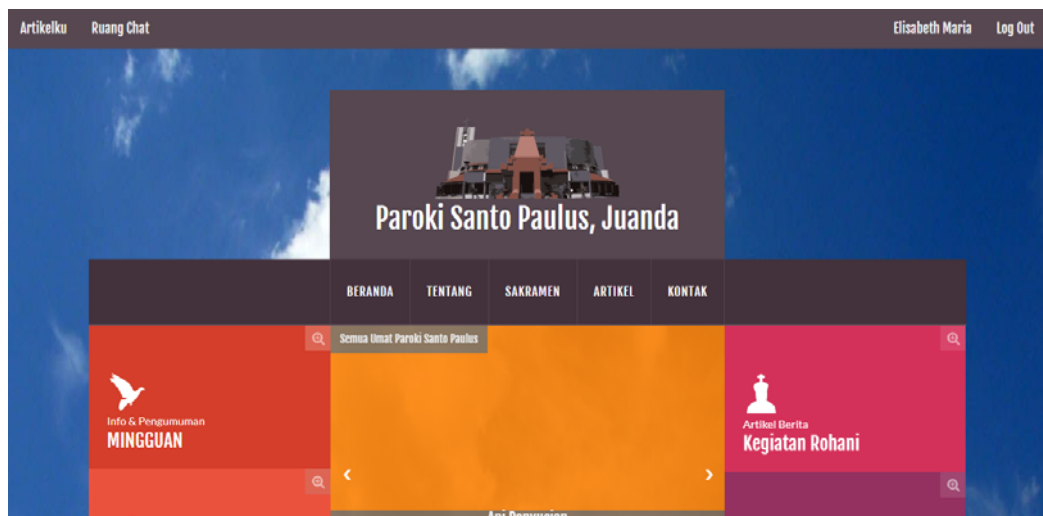 Artikelku Ruang Chat Elisabeth Maria Log Out
Paroki Santo Paulus, Juanda
BERANDA TENTANG SAKRAMEN ARTIKEL KONTAK
Semua Umat Paroki Santo Paulus
Info & Pengumuman
MINGGUAN
Artikel Berita
Kegiatan Rohani